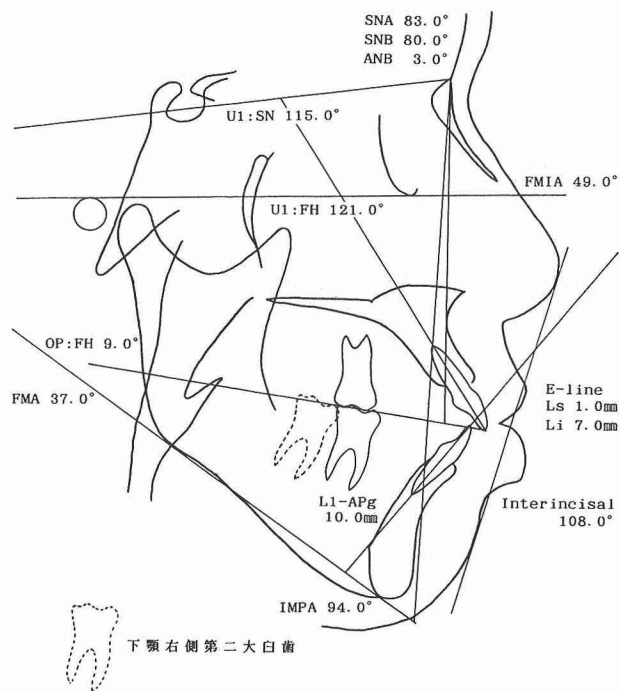 SNA 83.0°
SNB 80.0°
ANB 3.0°
U1:SN 115.0°
FMIA 49.0°
U1:FH 121.0°
OP:FH 9.0°
FMA 37.0°
E-line
Ls 1.0㎜
Li 7.0㎜
L1-APg
10.0㎜
Interincisal
108.0°
IMPA 94.0°
下顎右側第二大臼歯